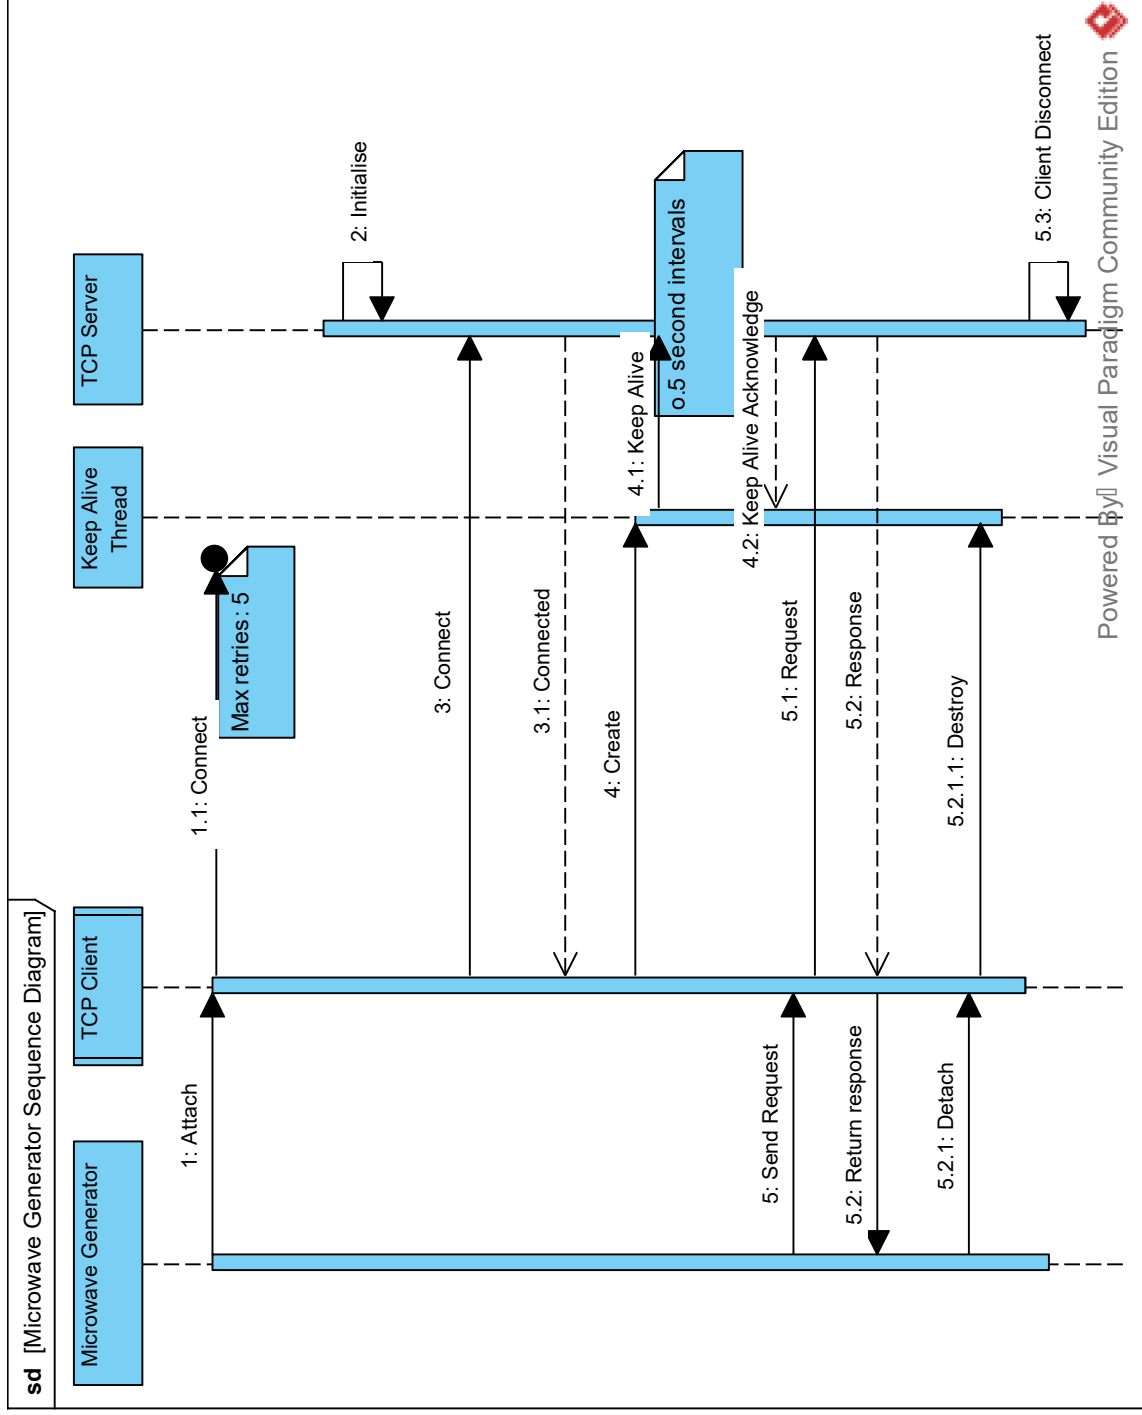 sd [Microwave Generator Sequence Diagram]
Microwave Generator
TCP Client
Keep Alive
Thread
TCP Server
1: Attach
1.1: Connect
Max retries: 5
2: Initialise
3: Connect
3.1: Connected
4: Create
4.1: Keep Alive
o.5 second intervals
4.2: Keep Alive Acknowledge
5: Send Request
5.1: Request
5.2: Response
5.2: Return response
5.2.1: Detach
5.2.1.1: Destroy
5.3: Client Disconnect
Powered By Visual Paradigm Community Edition